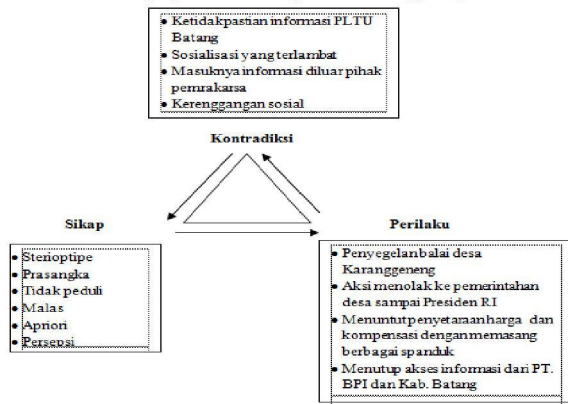 Ketidakpastian informasi PLTU
Batang
Sosialisasi yang terlambat
Masuknya informasi diluar pihak
pemrakarsa
Kerenggangan sosial
Kontradiksi
Sikap
Sterioptipe
Prasangka
Tidak peduli
Malas
Apriori
Persepsi
Perilaku
Penyegelan balai desa
Karanggeneng
Aksi menolak ke pemerintahan
desa sampai Presiden RI
Menuntut penyetaraan harga dan
kompensasi dengan memasang
berbagai spanduk
Menutup akses informasi dari PT.
BPI dan Kab. Batang